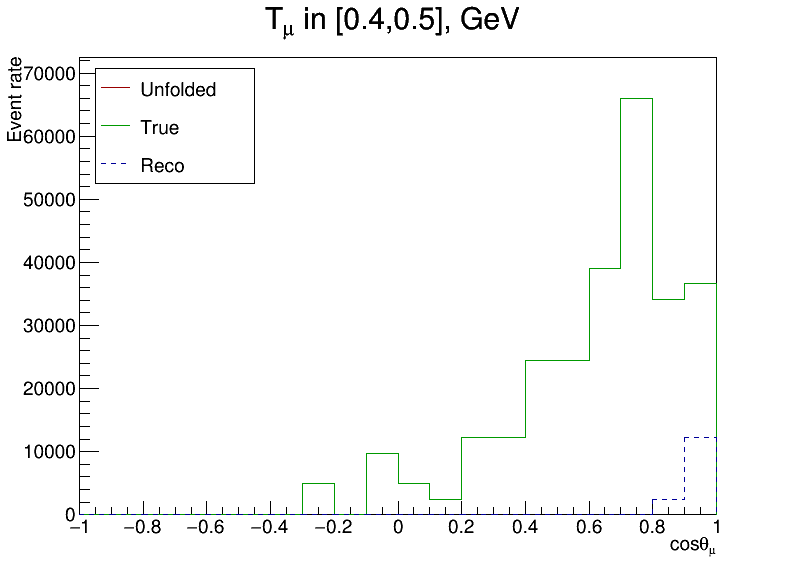 T_μ in [0.4,0.5], GeV
Event rate
70000
60000
50000
40000
30000
20000
10000
0
Unfolded
True
Reco
−1 −0.8 −0.6 −0.4 −0.2 0 0.2 0.4 0.6 0.8 1
cosθ_μ